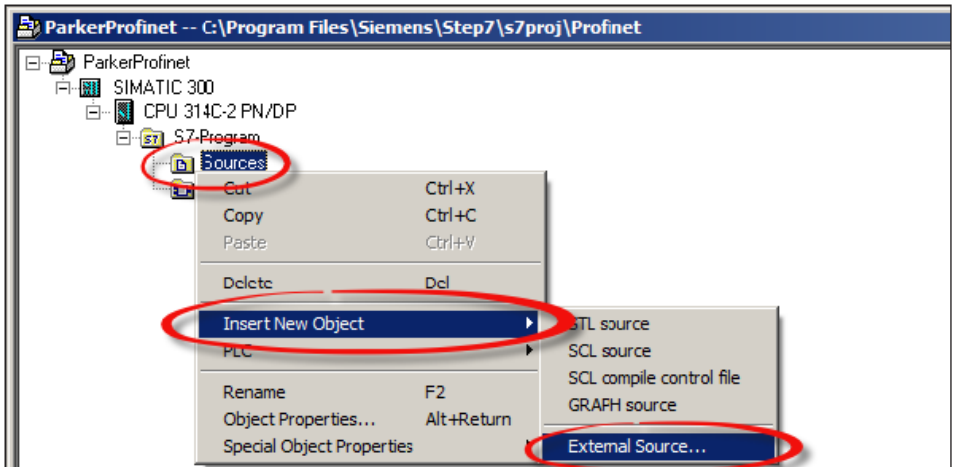 ParkerProfinet -- C:\Program Files\Siemens\Step7\s7proj\Profinet
ParkerProfinet
SIMATIC 300
CPU 314C-2 PN/DP
S7-Program
Sources
Cut Ctrl+X
Copy Ctrl+C
Paste Ctrl+V
Delete Del
Insert New Object
PLC
Rename F2
Object Properties... Alt+Return
Special Object Properties
STL source
SCL source
SCL compile control file
GRAPH source
External Source...